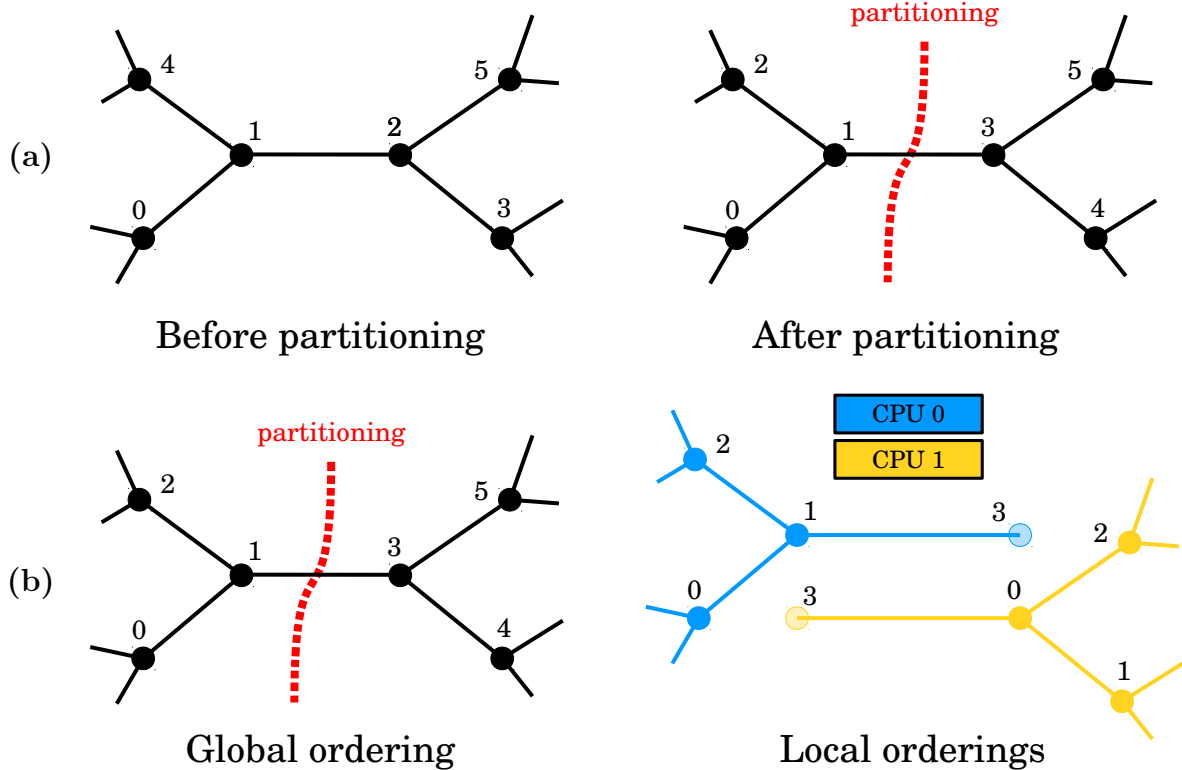 partitioning
4
5
2
5
1
2
1
3
(a)
0
3
0
4
Before partitioning
After partitioning
CPU 0
partitioning
CPU 1
2
5
2
1
3
1
3
2
(b)
0
4
0
3
0
1
Global ordering
Local orderings